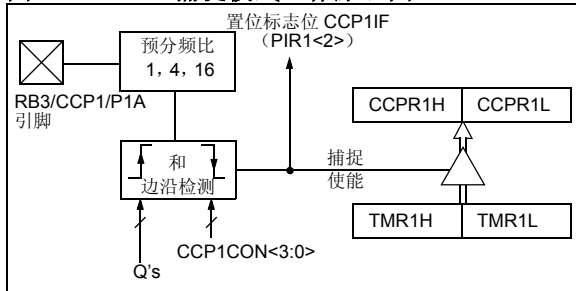 置位标志位 CCP1IF
（PIR1<2>）
预分频比
1，4，16
RB3/CCP1/P1A
引脚
CCPR1H
CCPR1L
和
边沿检测
捕捉
使能
TMR1H
TMR1L
CCP1CON<3:0>
Q's